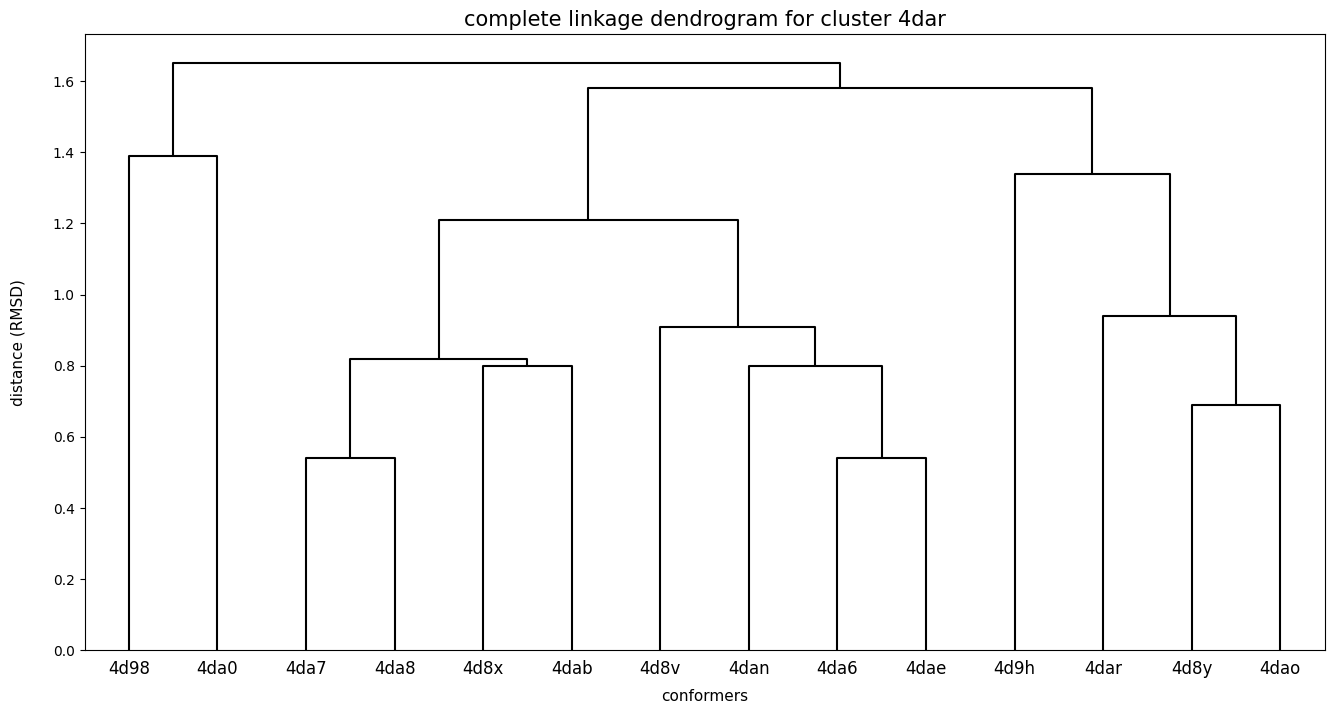 complete linkage dendrogram for cluster 4dar
1.6
1.4
1.2
1.0
0.8
0.6
0.4
0.2
0.0
distance (RMSD)
4d98 4da0 4da7 4da8 4d8x 4dab 4d8v 4dan 4da6 4dae 4d9h 4dar 4d8y 4dao
conformers